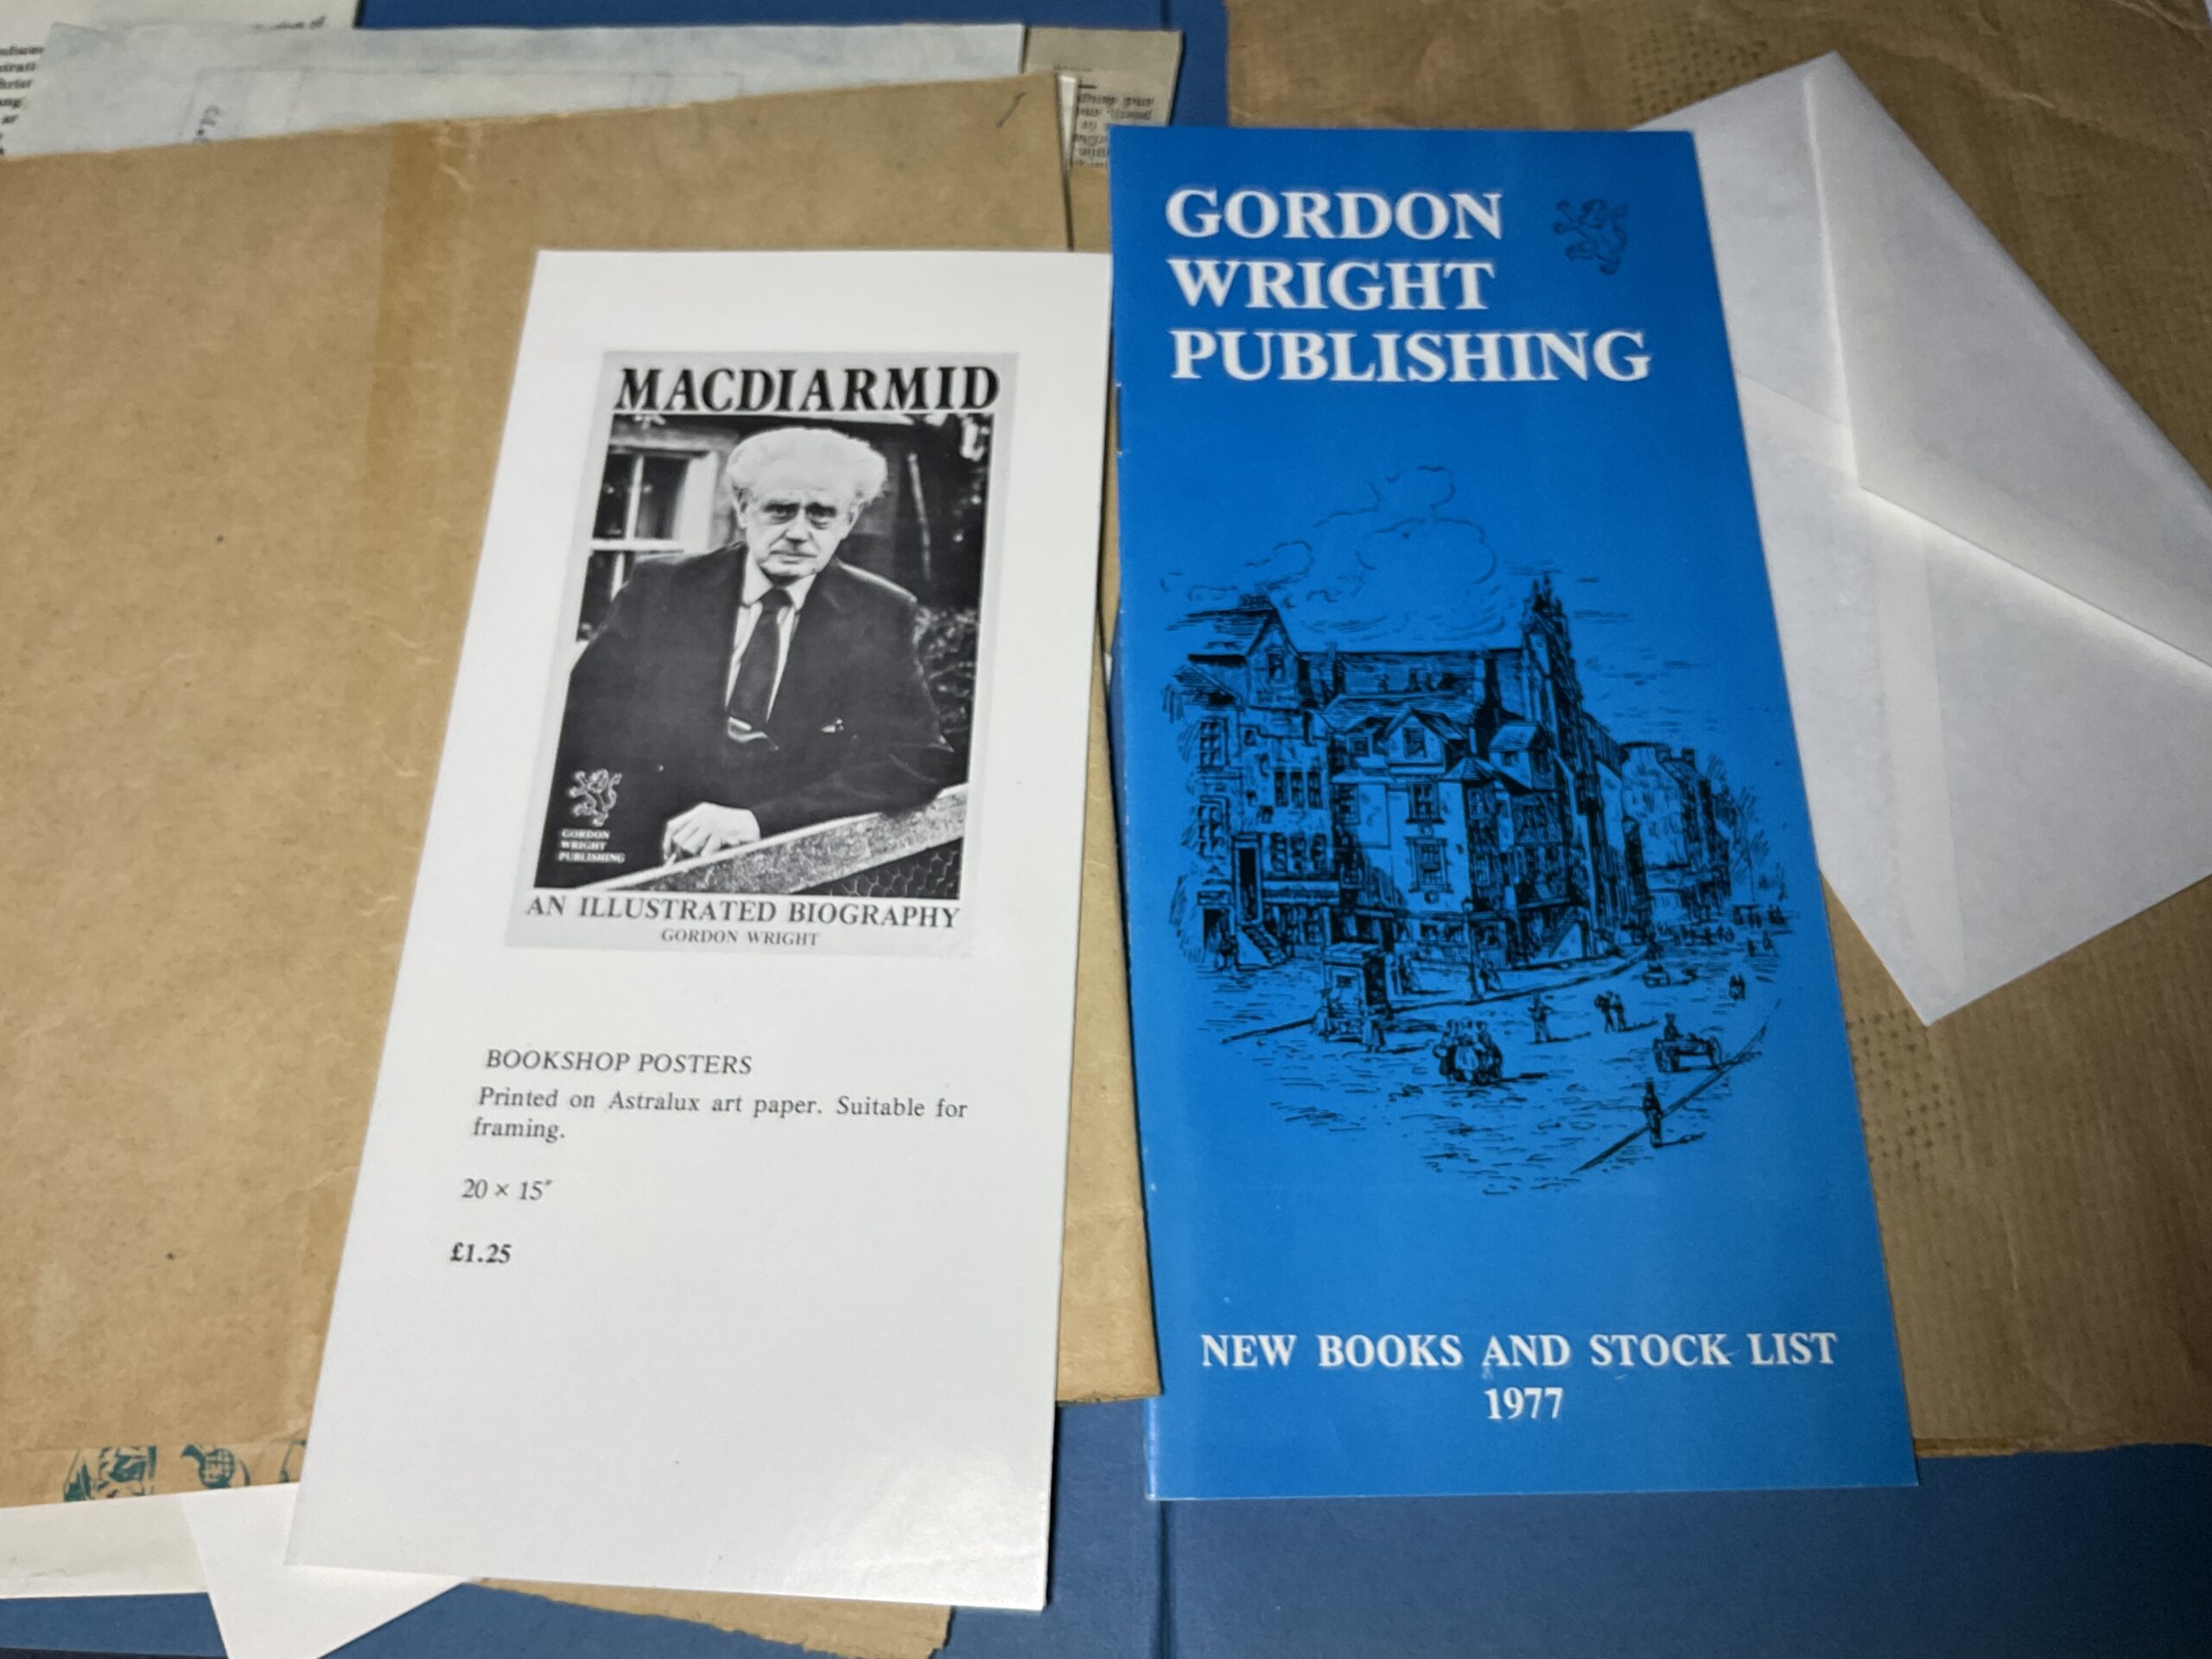 MACDIARMID
GORDON
WRIGHT
PUBLISHING
AN ILLUSTRATED BIOGRAPHY
GORDON WRIGHT
BOOKSHOP POSTERS
Printed on Astralux art paper. Suitable for
framing.
20 × 15″
£1.25
GORDON
WRIGHT
PUBLISHING
NEW BOOKS AND STOCK LIST
1977